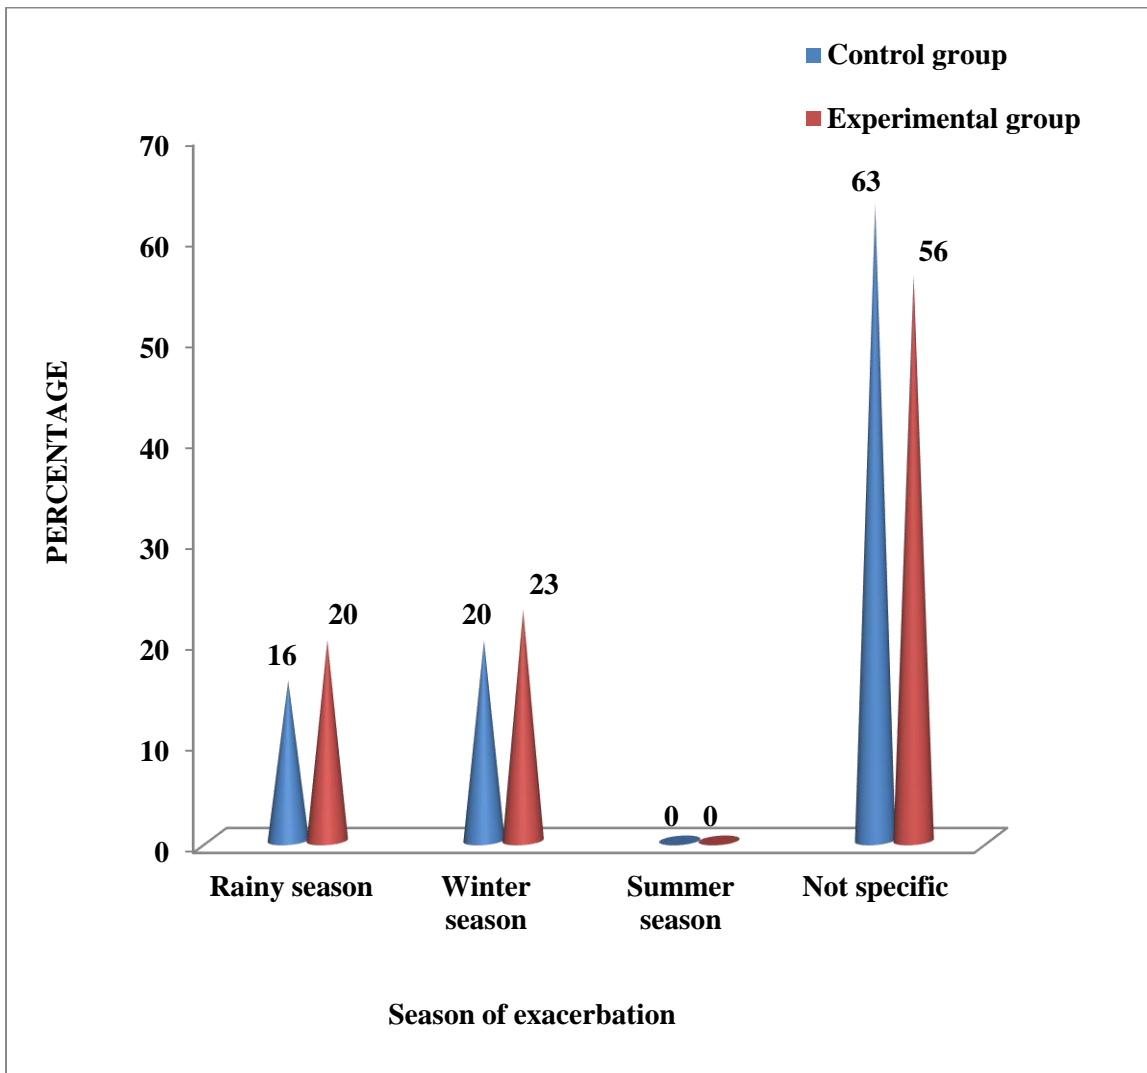 Control group
Experimental group
70
60
50
40
30
20
10
0
PERCENTAGE
16
20
20
23
0
0
63
56
Rainy season
Winter
season
Summer
season
Not specific
Season of exacerbation